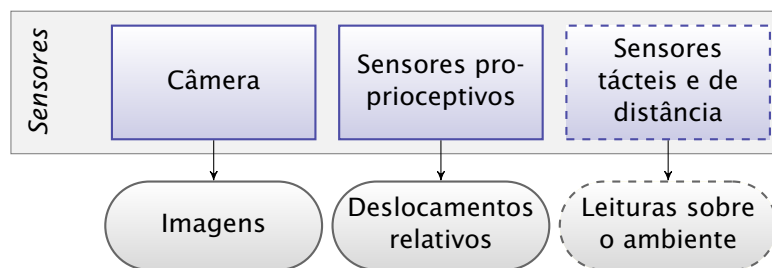 Sensores
Câmera
Sensores pro-
prioceptivos
Sensores
tácteis e de
distância
Imagens
Deslocamentos
relativos
Leituras sobre
o ambiente